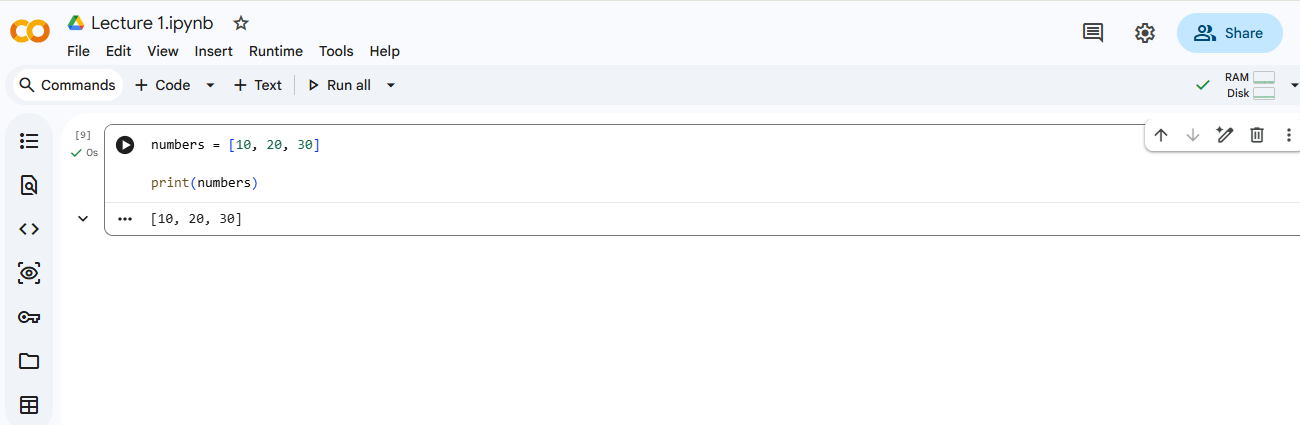 Lecture 1.ipynb
File Edit View Insert Runtime Tools Help
Share
Commands + Code + Text Run all
RAM
Disk
[9]
0s
numbers = [10, 20, 30]
print(numbers)
[10, 20, 30]